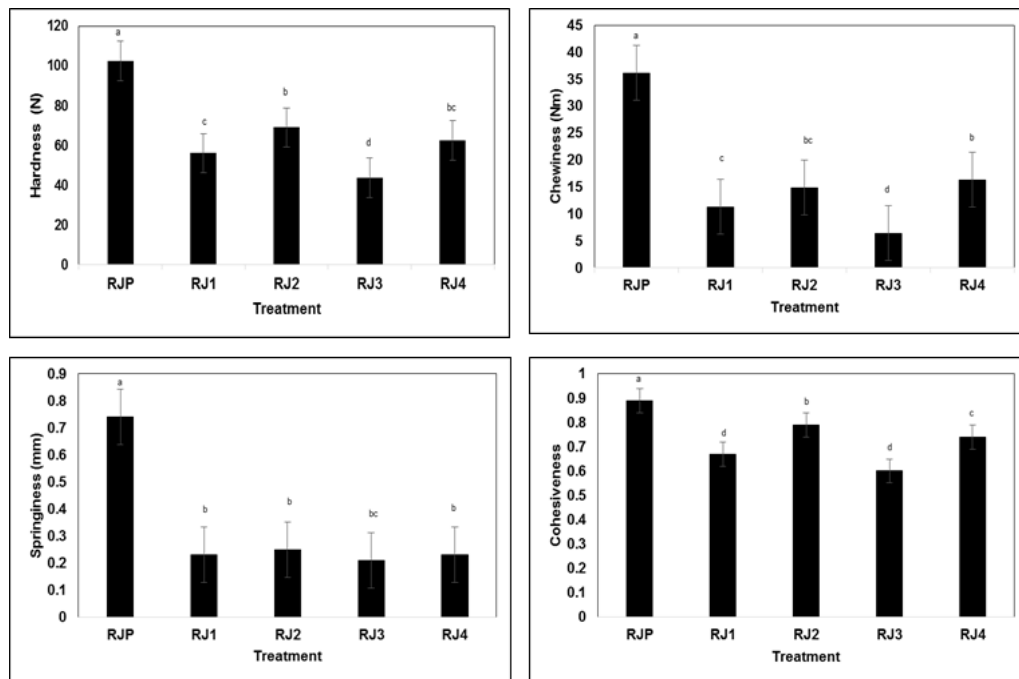 Hardness (N)
120
100
80
60
40
20
0
a
c
b
d
bc
RJP RJ1 RJ2 RJ3 RJ4
Treatment
Chewiness (Nm)
45
40
35
30
25
20
15
10
5
0
a
c
bc
d
b
RJP RJ1 RJ2 RJ3 RJ4
Treatment
Springiness (mm)
0.9
0.8
0.7
0.6
0.5
0.4
0.3
0.2
0.1
0
a
b
b
bc
b
RJP RJ1 RJ2 RJ3 RJ4
Treatment
Cohesiveness
1
0.9
0.8
0.7
0.6
0.5
0.4
0.3
0.2
0.1
0
a
d
b
d
c
RJP RJ1 RJ2 RJ3 RJ4
Treatment